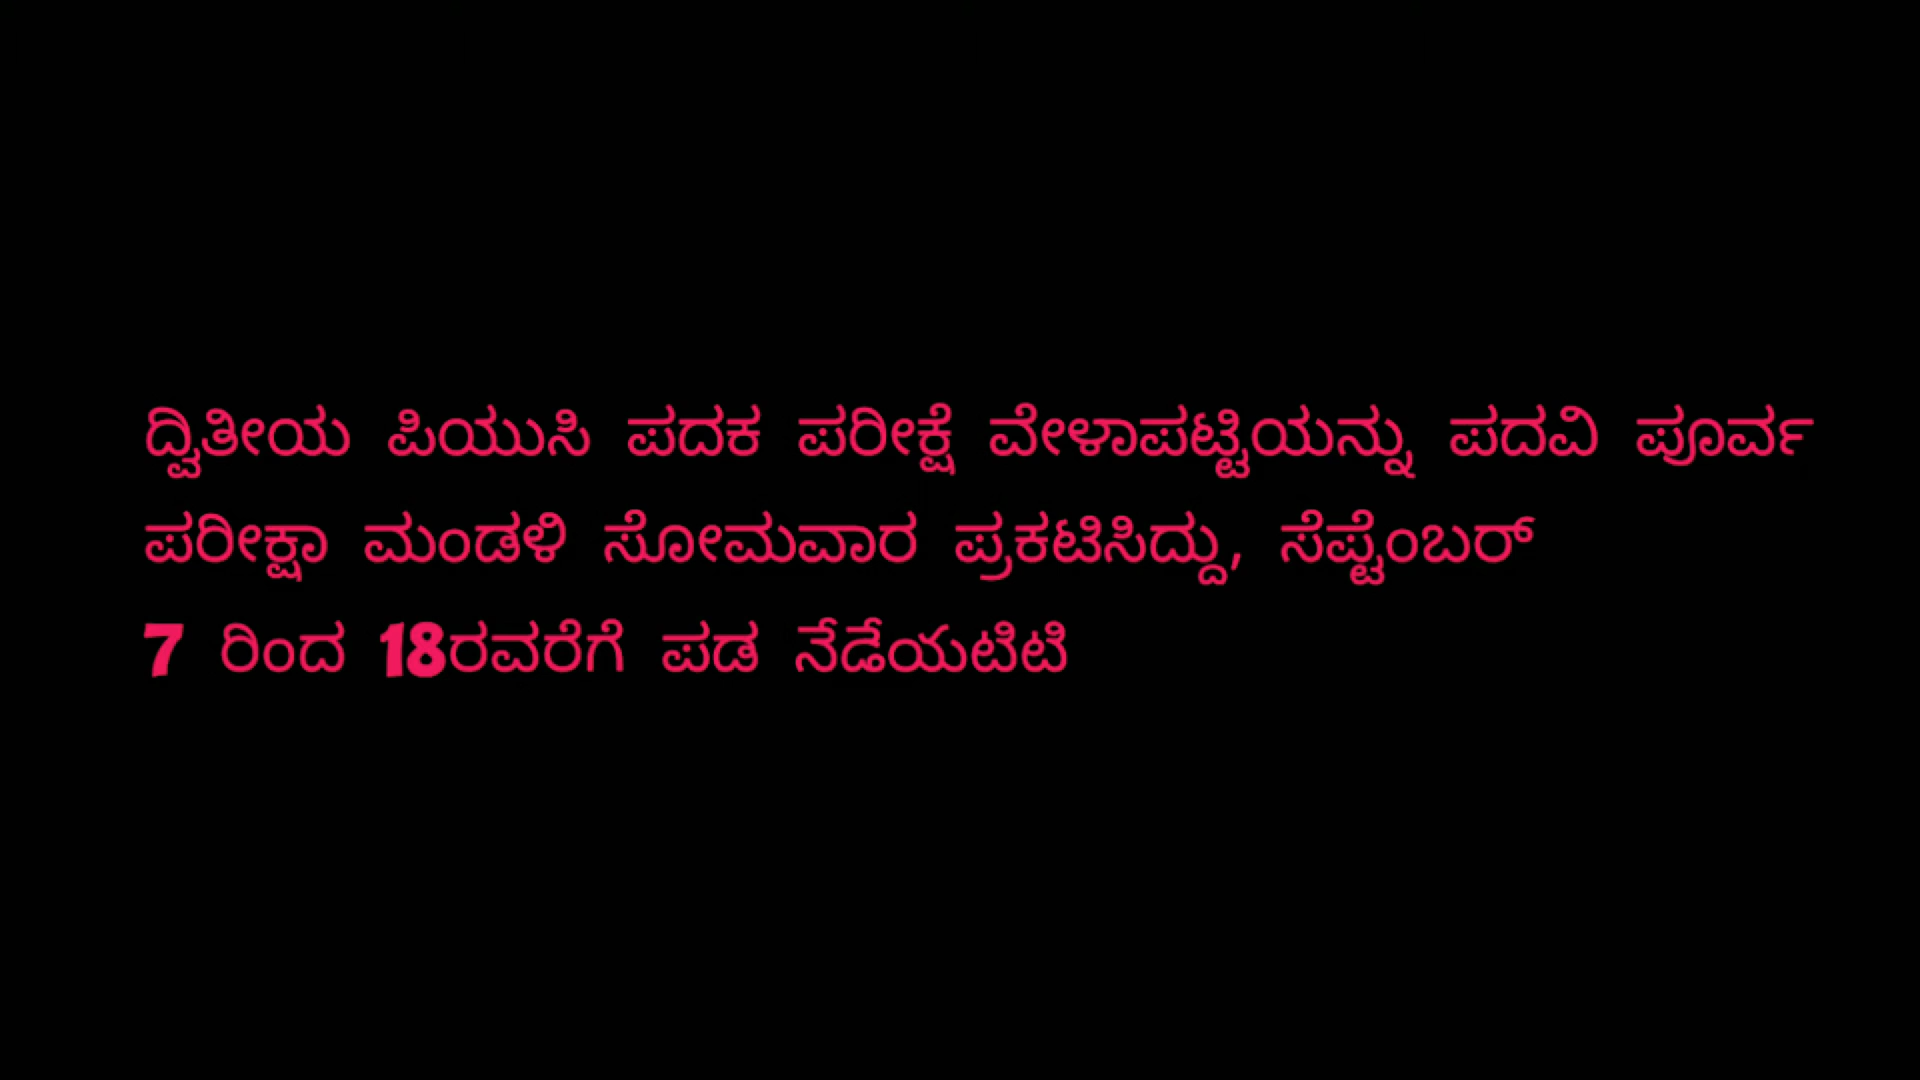 ದ್ವಿತೀಯ ಪಿಯುಸಿ ಪದಕ ಪರೀಕ್ಷೆ ವೇಳಾಪಟ್ಟಿಯನ್ನು ಪದವಿ ಪೂರ್ವ
ಪರೀಕ್ಷಾ ಮಂಡಳಿ ಸೋಮವಾರ ಪ್ರಕಟಿಸಿದ್ದು, ಸೆಪ್ಟೆಂಬರ್
7 ರಿಂದ 18ರವರೆಗೆ ಪಡ ನೇಡೇಯಟಿಟಿ